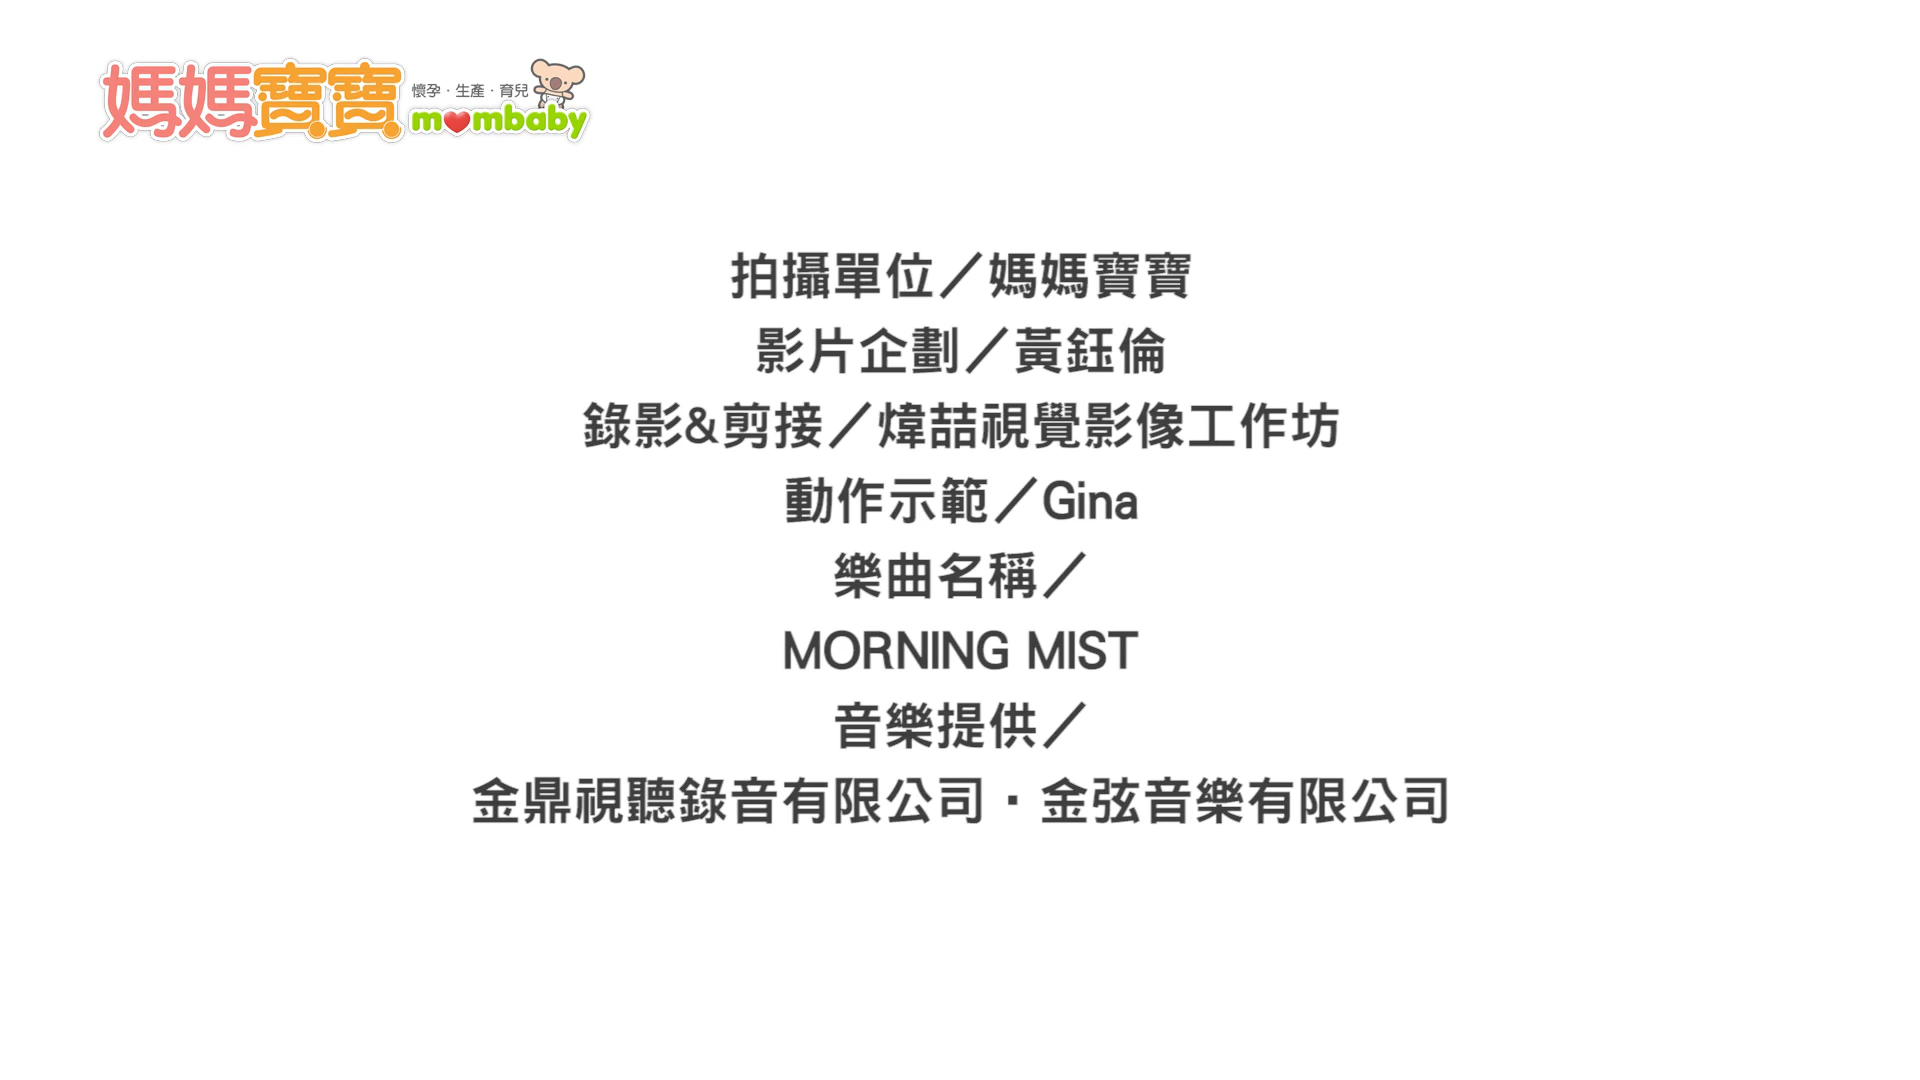 媽媽寶寶
懷孕‧生產‧育兒
mombaby
拍攝單位／媽媽寶寶
影片企劃／黃鈺倫
錄影&剪接／煒喆視覺影像工作坊
動作示範／Gina
樂曲名稱／
MORNING MIST
音樂提供／
金鼎視聽錄音有限公司‧金弦音樂有限公司